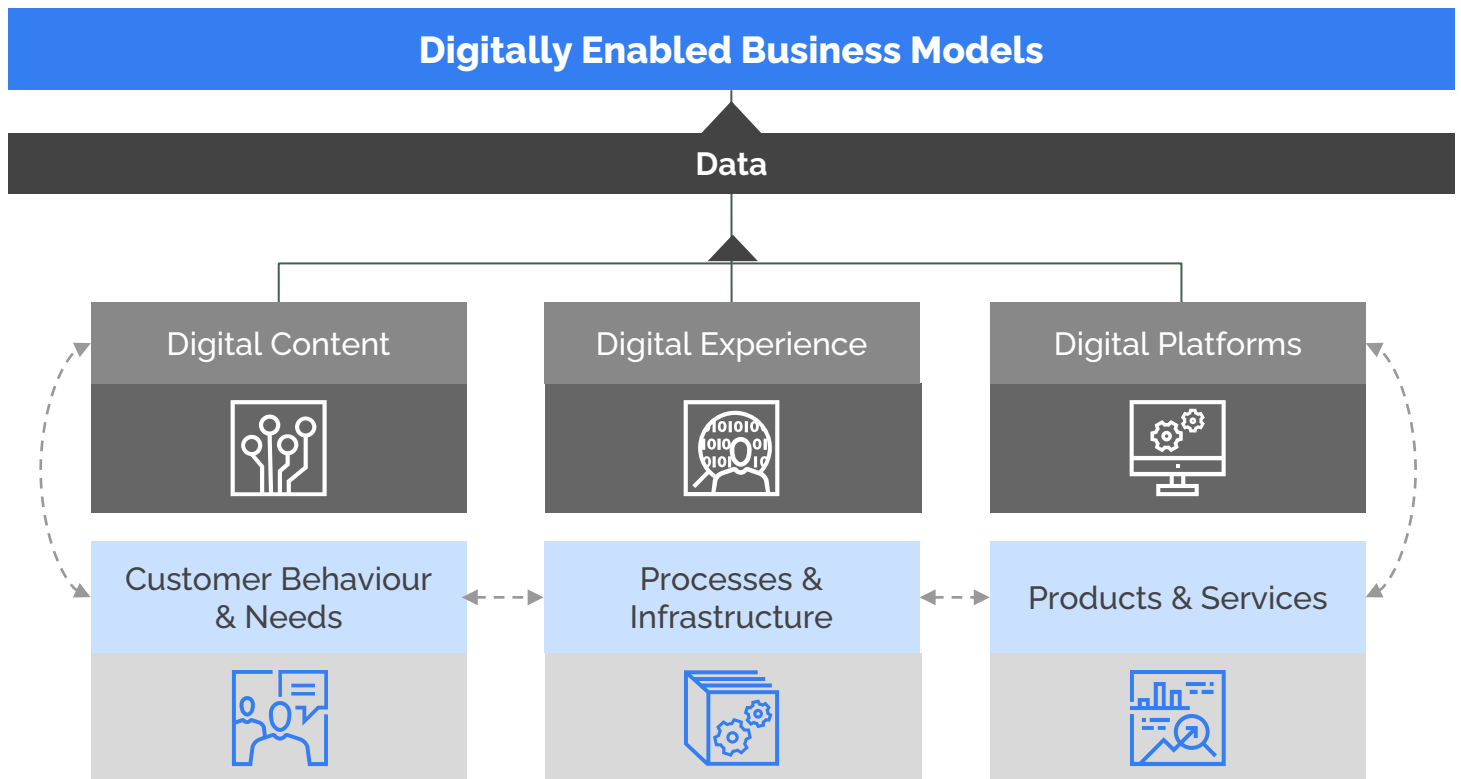 Digitally Enabled Business Models
Data
Digital Content
Digital Experience
Digital Platforms
Customer Behaviour
& Needs
Processes &
Infrastructure
Products & Services